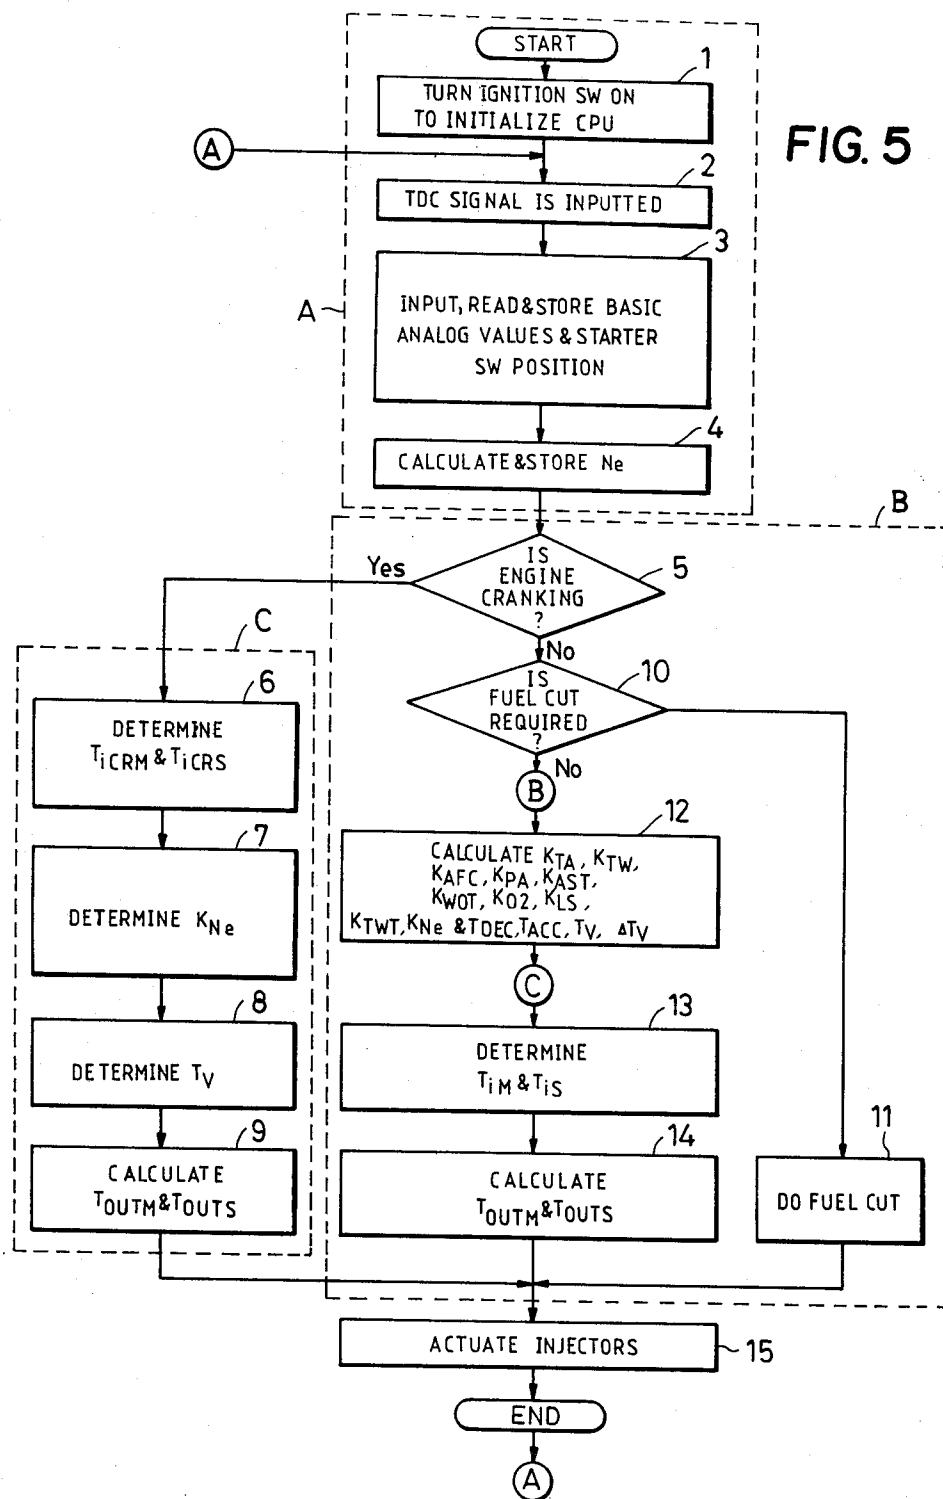 START
1
TURN IGNITION SW ON
TO INITIALIZE CPU
FIG. 5
A
2
TDC SIGNAL IS INPUTTED
3
INPUT, READ & STORE BASIC
ANALOG VALUES & STARTER
SW POSITION
A
4
CALCULATE & STORE Ne
B
IS
ENGINE
CRANKING
?
5
Yes
No
C
IS
FUEL CUT
REQUIRED
?
10
No
6
DETERMINE
TiCRM & TiCRS
B
12
CALCULATE KTA, KTW,
KAFC, KPA, KAST,
KWOT, KO2, KLS,
KTWT, KNe & TDEC, TACC, TV, ΔTV
7
DETERMINE KNe
C
8
DETERMINE TV
13
DETERMINE
TiM & TiS
9
CALCULATE
TOUTM & TOUTS
14
CALCULATE
TOUTM & TOUTS
11
DO FUEL CUT
ACTUATE INJECTORS
15
END
A